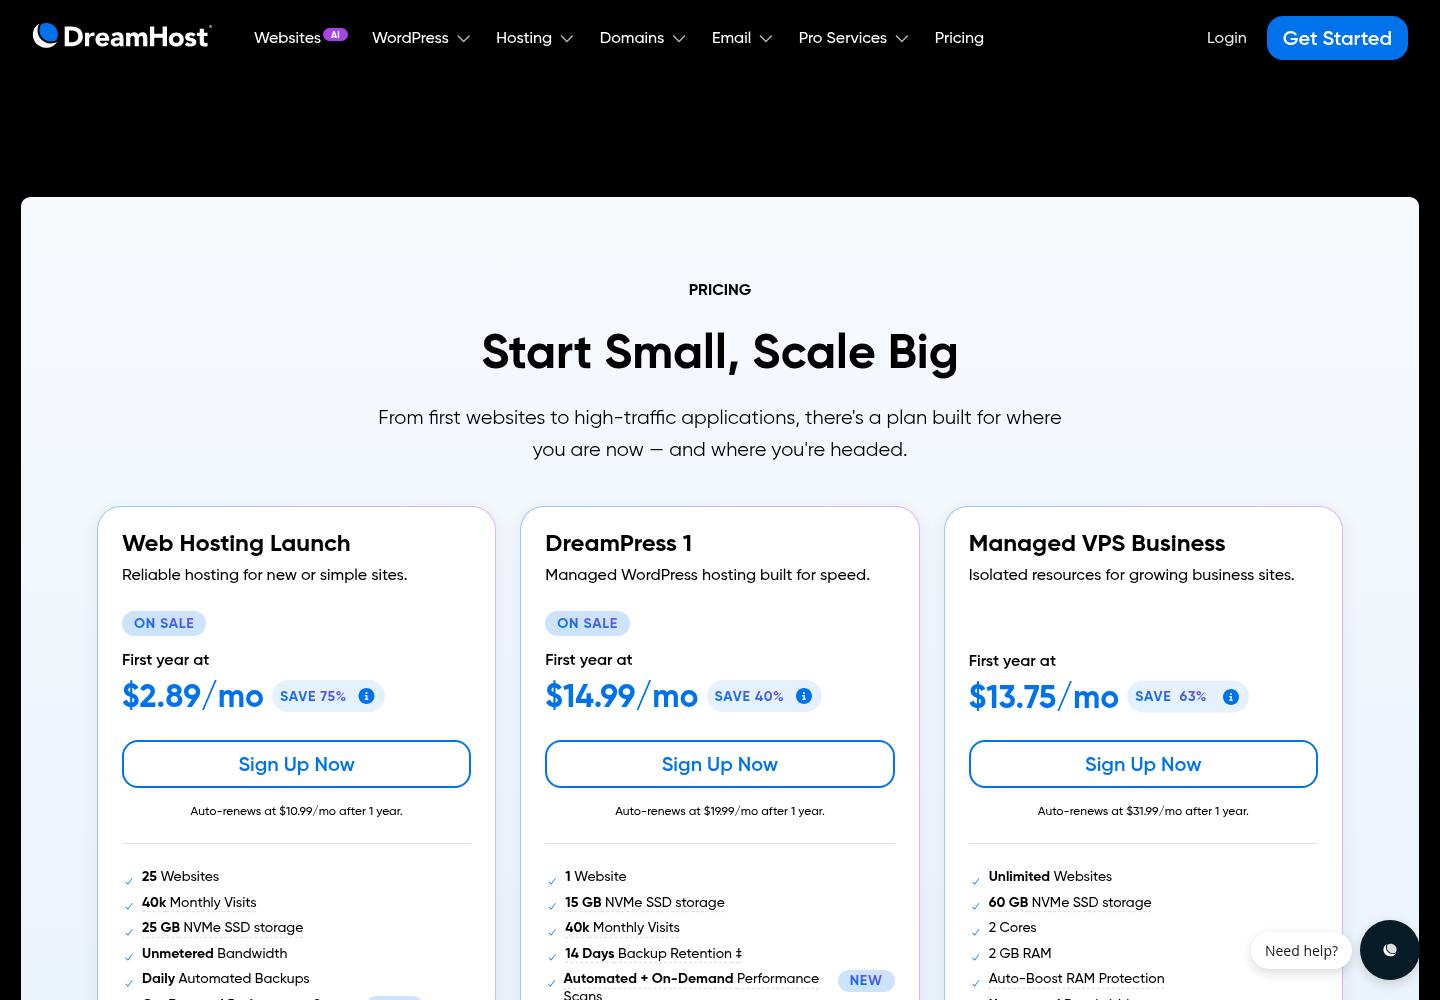 DreamHost
Websites AI WordPress Hosting Domains Email Pro Services Pricing Login Get Started
PRICING
Start Small, Scale Big
From first websites to high-traffic applications, there's a plan built for where
you are now — and where you're headed.
Web Hosting Launch
Reliable hosting for new or simple sites.
ON SALE
First year at
$2.89/mo SAVE 75%
Sign Up Now
Auto-renews at $10.99/mo after 1 year.
25 Websites
40k Monthly Visits
25 GB NVMe SSD storage
Unmetered Bandwidth
Daily Automated Backups
DreamPress 1
Managed WordPress hosting built for speed.
ON SALE
First year at
$14.99/mo SAVE 40%
Sign Up Now
Auto-renews at $19.99/mo after 1 year.
1 Website
15 GB NVMe SSD storage
40k Monthly Visits
14 Days Backup Retention ‡
Automated + On-Demand Performance NEW
Scans
Managed VPS Business
Isolated resources for growing business sites.
First year at
$13.75/mo SAVE 63%
Sign Up Now
Auto-renews at $31.99/mo after 1 year.
Unlimited Websites
60 GB NVMe SSD storage
2 Cores
2 GB RAM
Auto-Boost RAM Protection
Need help?